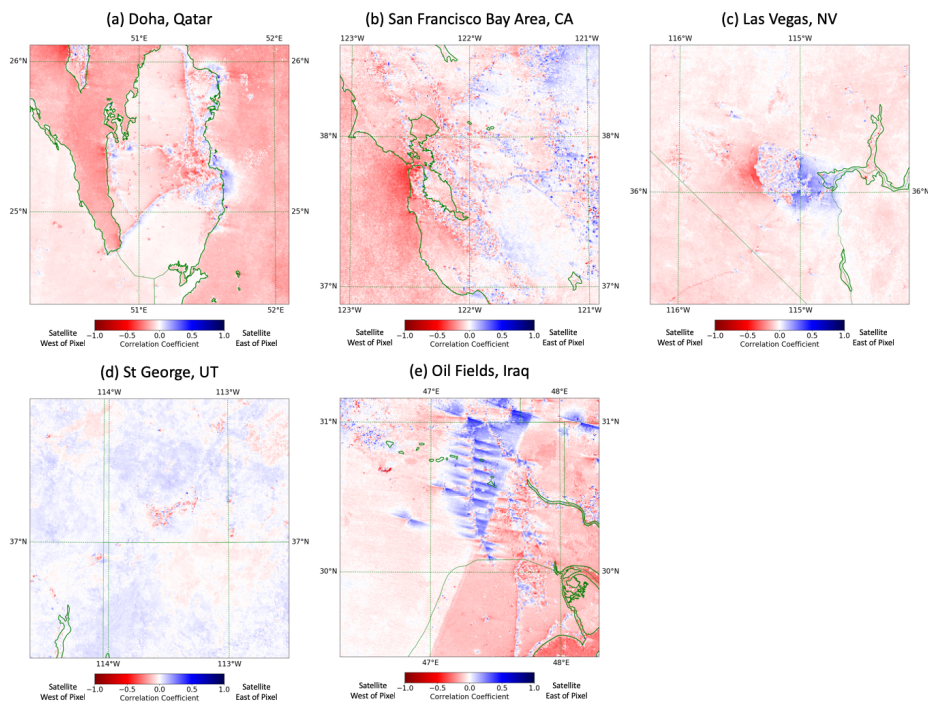 (a) Doha, Qatar
51°E 52°E
26°N 26°N
25°N 25°N
51°E 52°E
Satellite West of Pixel −1.0 −0.5 0.0 0.5 1.0 Satellite East of Pixel
Correlation Coefficient
(b) San Francisco Bay Area, CA
123°W 122°W 121°W
38°N 38°N
37°N 37°N
123°W 122°W 121°W
Satellite West of Pixel −1.0 −0.5 0.0 0.5 1.0 Satellite East of Pixel
Correlation Coefficient
(c) Las Vegas, NV
116°W 115°W
36°N 36°N
116°W 115°W
Satellite West of Pixel −1.0 −0.5 0.0 0.5 1.0 Satellite East of Pixel
Correlation Coefficient
(d) St George, UT
114°W 113°W
37°N 37°N
114°W 113°W
Satellite West of Pixel −1.0 −0.5 0.0 0.5 1.0 Satellite East of Pixel
Correlation Coefficient
(e) Oil Fields, Iraq
47°E 48°E
31°N 31°N
30°N 30°N
47°E 48°E
Satellite West of Pixel −1.0 −0.5 0.0 0.5 1.0 Satellite East of Pixel
Correlation Coefficient